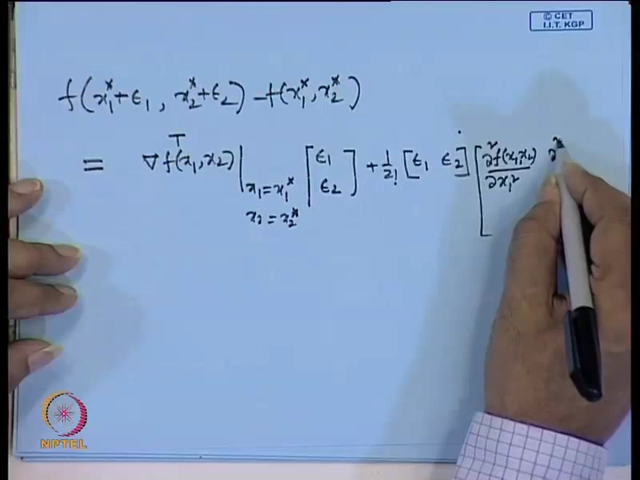 © CET
I.I.T. KGP
f(x₁*+ε₁, x₂*+ε₂) - f(x₁*, x₂*)
= ∇f(x₁,x₂)ᵀ | x₁=x₁* x₂=x₂* [ε₁ ε₂] + 1/2! [ε₁ ε₂] [∂²f(x₁,x₂)/∂x₁² ∂²
NPTEL